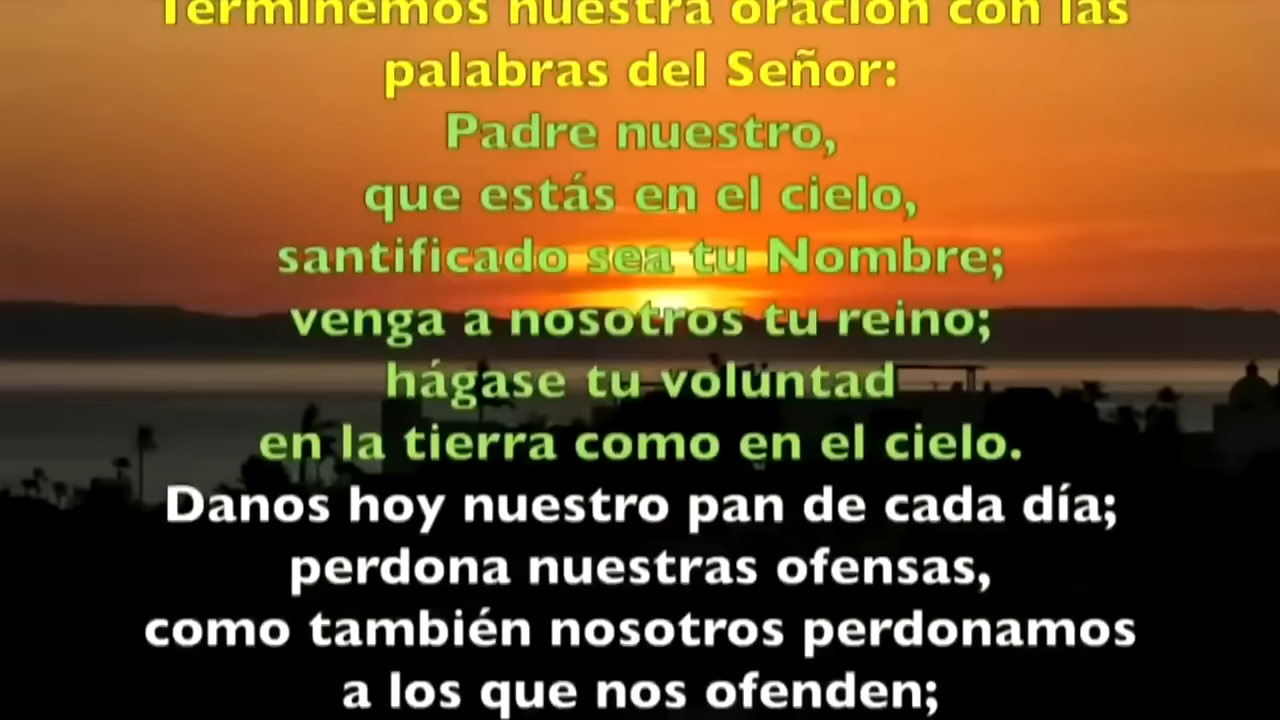 Terminemos nuestra oración con las
palabras del Señor:
Padre nuestro,
que estás en el cielo,
santificado sea tu Nombre;
venga a nosotros tu reino;
hágase tu voluntad
en la tierra como en el cielo.
Danos hoy nuestro pan de cada día;
perdona nuestras ofensas,
como también nosotros perdonamos
a los que nos ofenden;